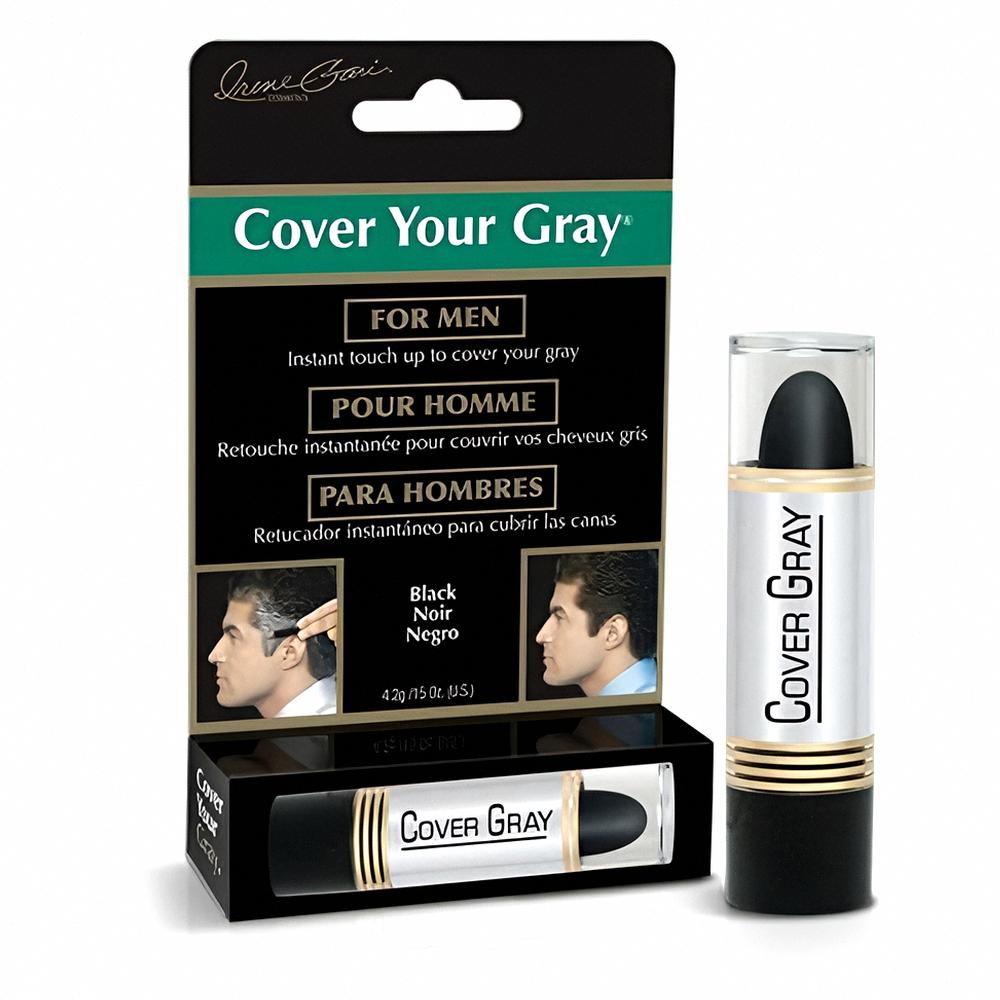 Irene Gari
Cover Your Gray®
FOR MEN
Instant touch up to cover your gray
POUR HOMME
Retouche instantanée pour couvrir vos cheveux gris
PARA HOMBRES
Retucador instantáneo para cubrir las canas
Black
Noir
Negro
4.2g /.15 Oz. (U.S.)
Cover
Your
Gray
COVER GRAY
COVER GRAY